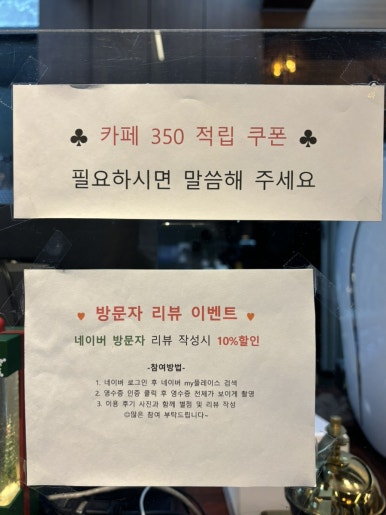 ♣ 카페 350 적립 쿠폰 ♣
필요하시면 말씀해 주세요
♥ 방문자 리뷰 이벤트 ♥
네이버 방문자 리뷰 작성시 10%할인
-참여방법-
1. 네이버 로그인 후 네이버 my플레이스 검색
2. 영수증 인증 클릭 후 영수증 전체가 보이게 촬영
3. 이용 후기 사진과 함께 별점 및 리뷰 작성
☺많은 참여 부탁드립니다~